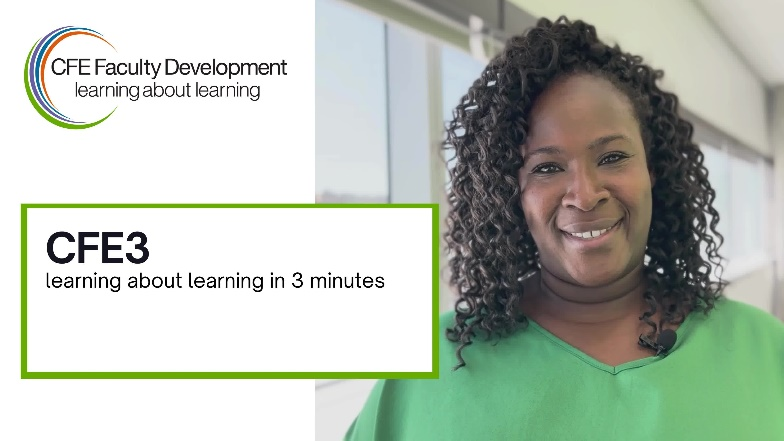 CFE Faculty Development
learning about learning
CFE3
learning about learning in 3 minutes